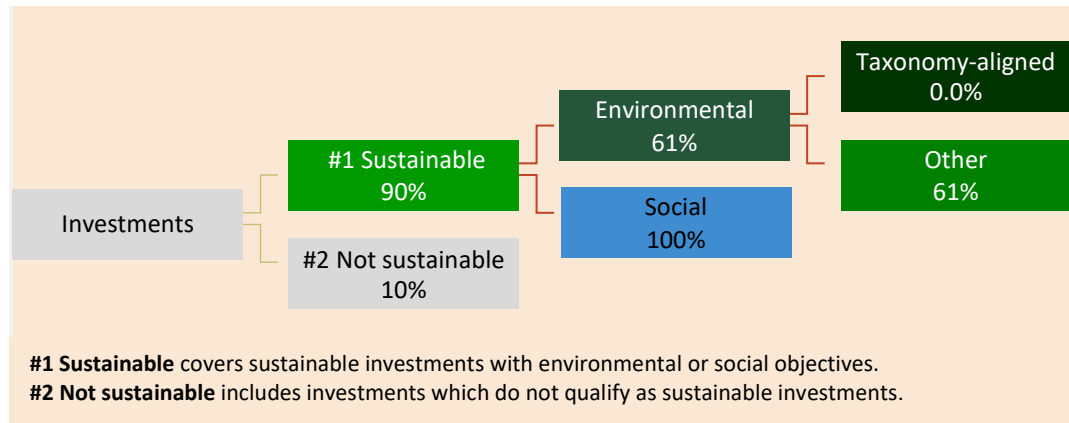 Investments
#1 Sustainable
90%
#2 Not sustainable
10%
Environmental
61%
Social
100%
Taxonomy-aligned
0.0%
Other
61%
#1 Sustainable covers sustainable investments with environmental or social objectives.
#2 Not sustainable includes investments which do not qualify as sustainable investments.